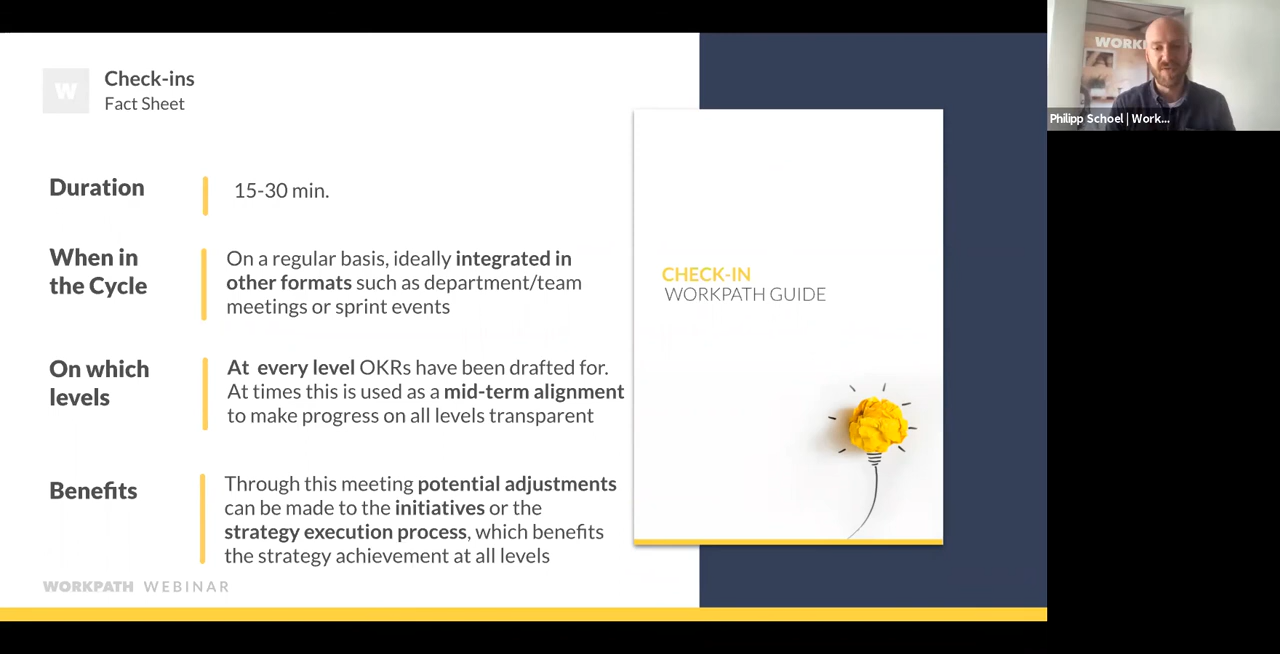 Check-ins
Fact Sheet
W
Duration
15-30 min.
When in
the Cycle
On a regular basis, ideally integrated in
other formats such as department/team
meetings or sprint events
On which
levels
At every level OKRs have been drafted for.
At times this is used as a mid-term alignment
to make progress on all levels transparent
Benefits
Through this meeting potential adjustments
can be made to the initiatives or the
strategy execution process, which benefits
the strategy achievement at all levels
WORKPATH WEBINAR
CHECK-IN
WORKPATH GUIDE
WORK
Philipp Schoel | Work...